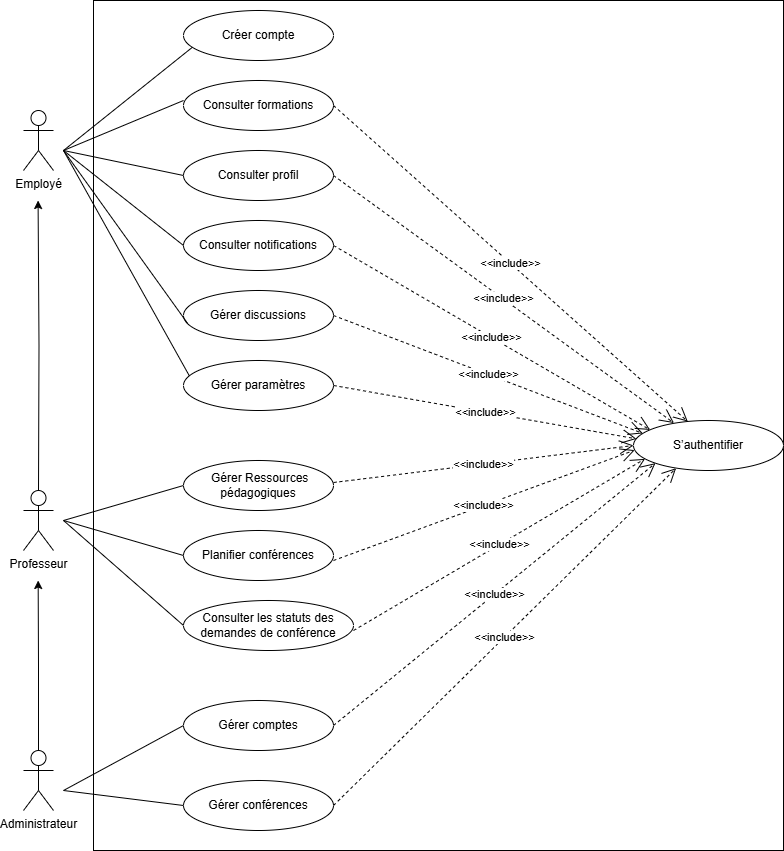 Créer compte
Consulter formations
Employé
Consulter profil
Consulter notifications
<<include>>
<<include>>
Gérer discussions
<<include>>
<<include>>
Gérer paramètres
<<include>>
S'authentifier
Gérer Ressources
pédagogiques
<<include>>
<<include>>
Professeur
Planifier conférences
<<include>>
Consulter les statuts des
demandes de conférence
<<include>>
<<include>>
Gérer comptes
Administrateur
Gérer conférences